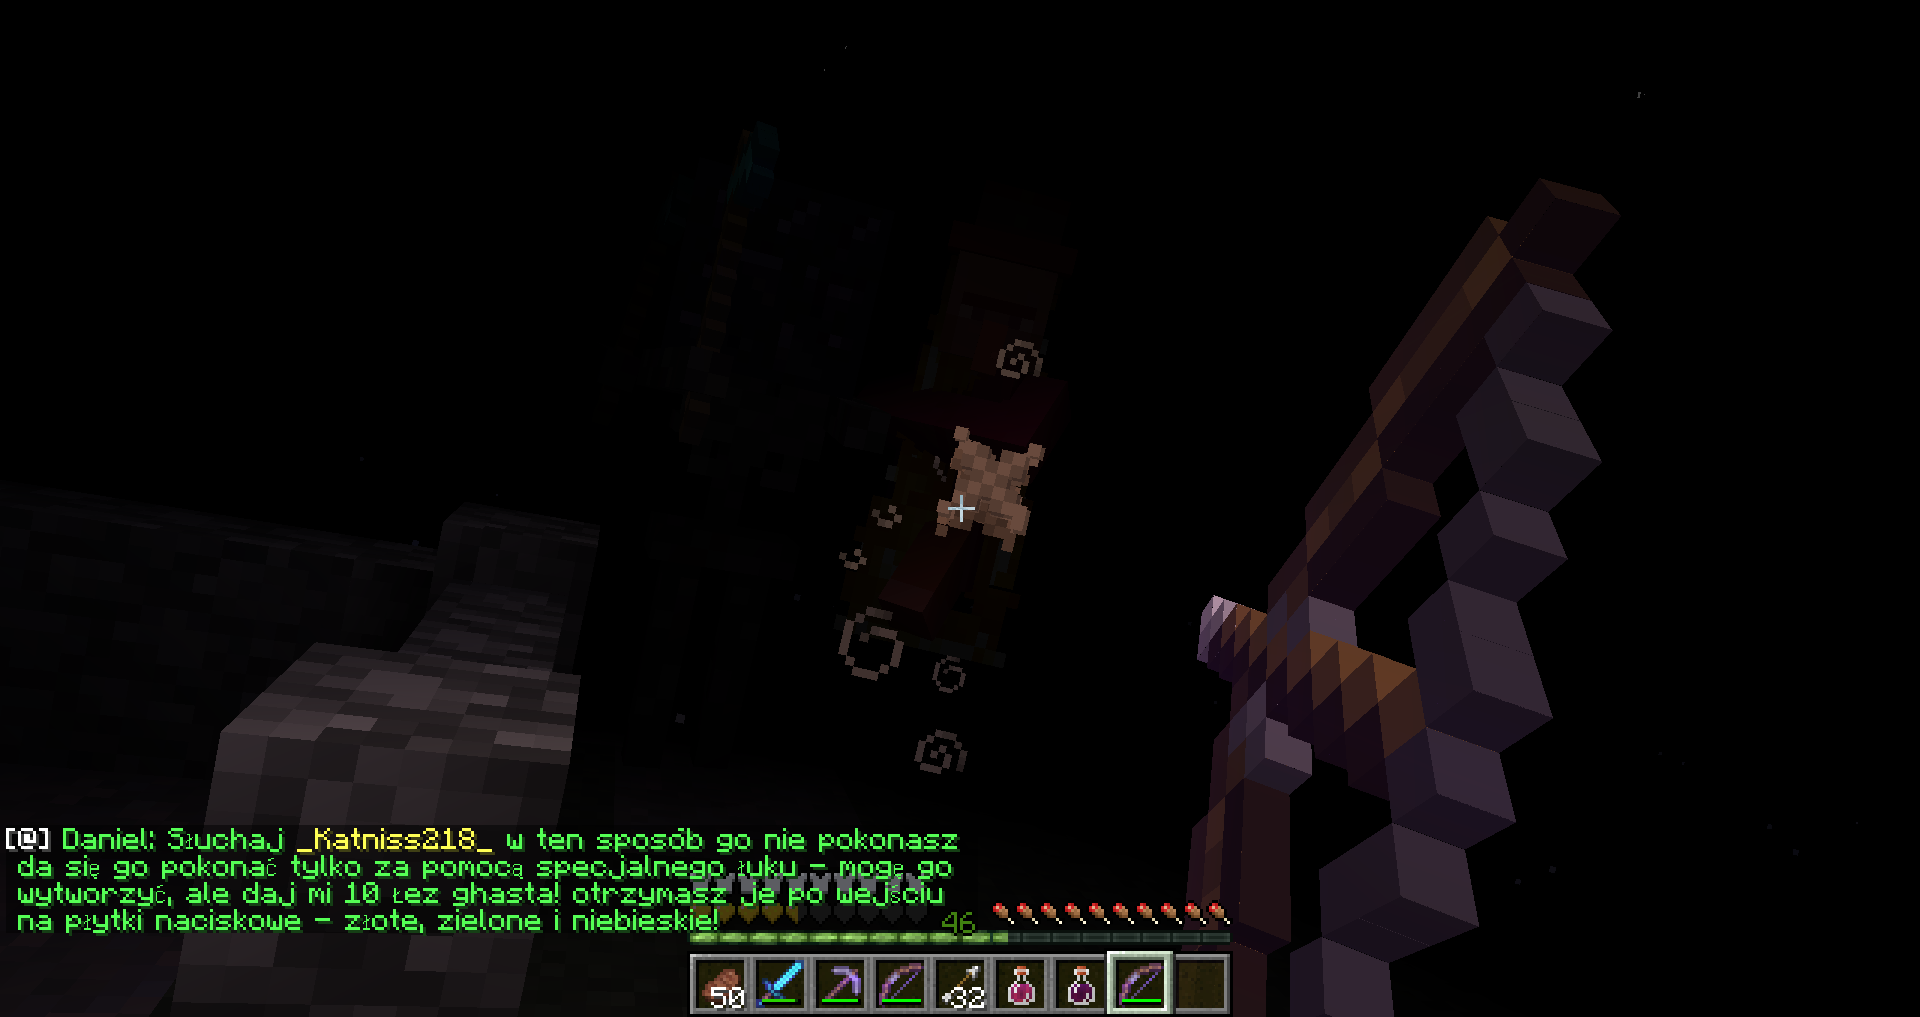 [@] Daniel: Słuchaj _Katniss218_ w ten sposób go nie pokonasz
da się go pokonać tylko za pomocą specjalnego łuku - mogę go
wytworzyć, ale daj mi 10 Łez ghasta! otrzymasz je po wejściu
na płytki naciskowe - złote, zielone i niebieskie!
46
50 32